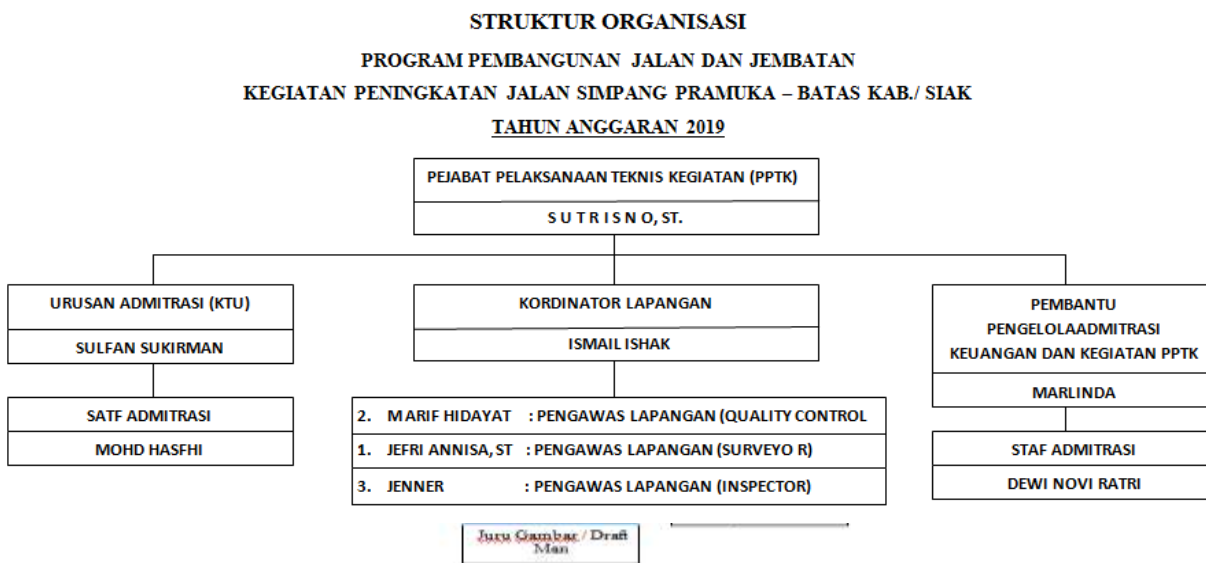 STRUKTUR ORGANISASI
PROGRAM PEMBANGUNAN JALAN DAN JEMBATAN
KEGIATAN PENINGKATAN JALAN SIMPANG PRAMUKA – BATAS KAB./ SIAK
TAHUN ANGGARAN 2019
PEJABAT PELAKSANAAN TEKNIS KEGIATAN (PPTK)
S U T R I S N O, ST.
URUSAN ADMITRASI (KTU)
SULFAN SUKIRMAN
SATF ADMITRASI
MOHD HASFHI
KORDINATOR LAPANGAN
ISMAIL ISHAK
2. M ARIF HIDAYAT : PENGAWAS LAPANGAN (QUALITY CONTROL
1. JEFRI ANNISA, ST : PENGAWAS LAPANGAN (SURVEYO R)
3. JENNER : PENGAWAS LAPANGAN (INSPECTOR)
PEMBANTU
PENGELOLAADMITRASI
KEUANGAN DAN KEGIATAN PPTK
MARLINDA
STAF ADMITRASI
DEWI NOVI RATRI
Juru Gambar / Draft
Man